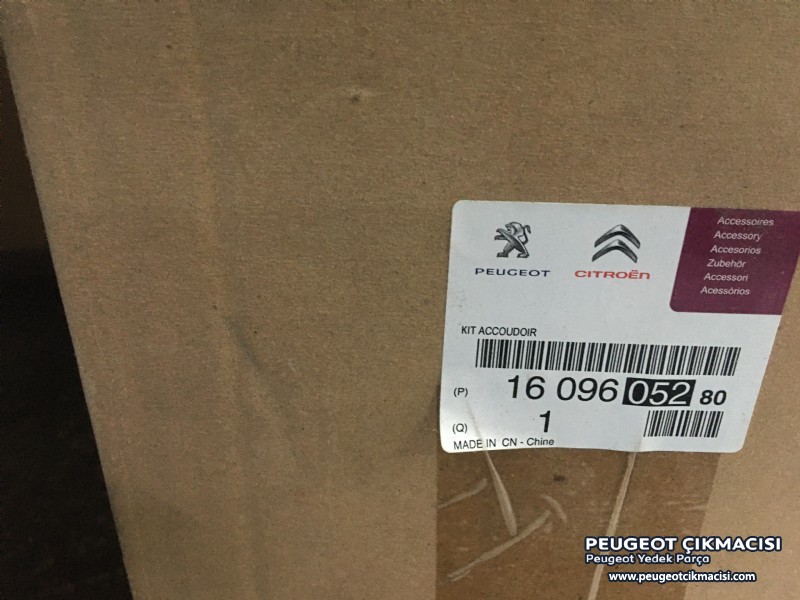 PEUGEOT
CITROËN
Accessoires
Accessory
Accesorios
Zubehör
Accessori
Acessórios
KIT ACCOUDOIR
(P) 16 096 052 80
(Q) 1
MADE IN CN - Chine
PEUGEOT ÇIKMACISI
Peugeot Yedek Parça
www.peugeotcikmacisi.com